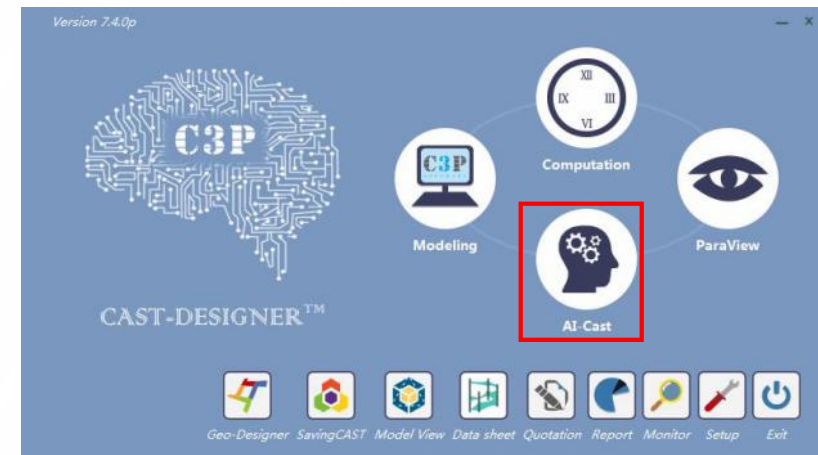 Version 7.4.0p
C3P
CAST-DESIGNER™
XII
IX III
VI
Computation
C3P
Modeling
ParaView
AI-Cast
Geo-Designer SavingCAST Model View Data sheet Quotation Report Monitor Setup Exit